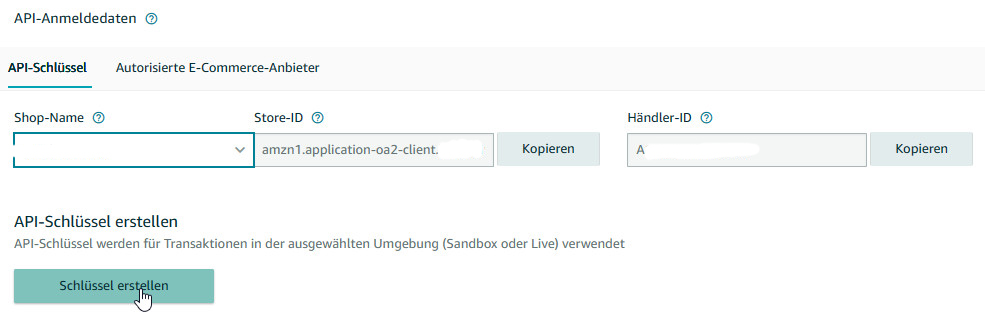 API-Anmeldedaten
API-Schlüssel Autorisierte E-Commerce-Anbieter
Shop-Name Store-ID Händler-ID
amzn1.application-oa2-client. Kopieren A Kopieren
API-Schlüssel erstellen
API-Schlüssel werden für Transaktionen in der ausgewählten Umgebung (Sandbox oder Live) verwendet
Schlüssel erstellen